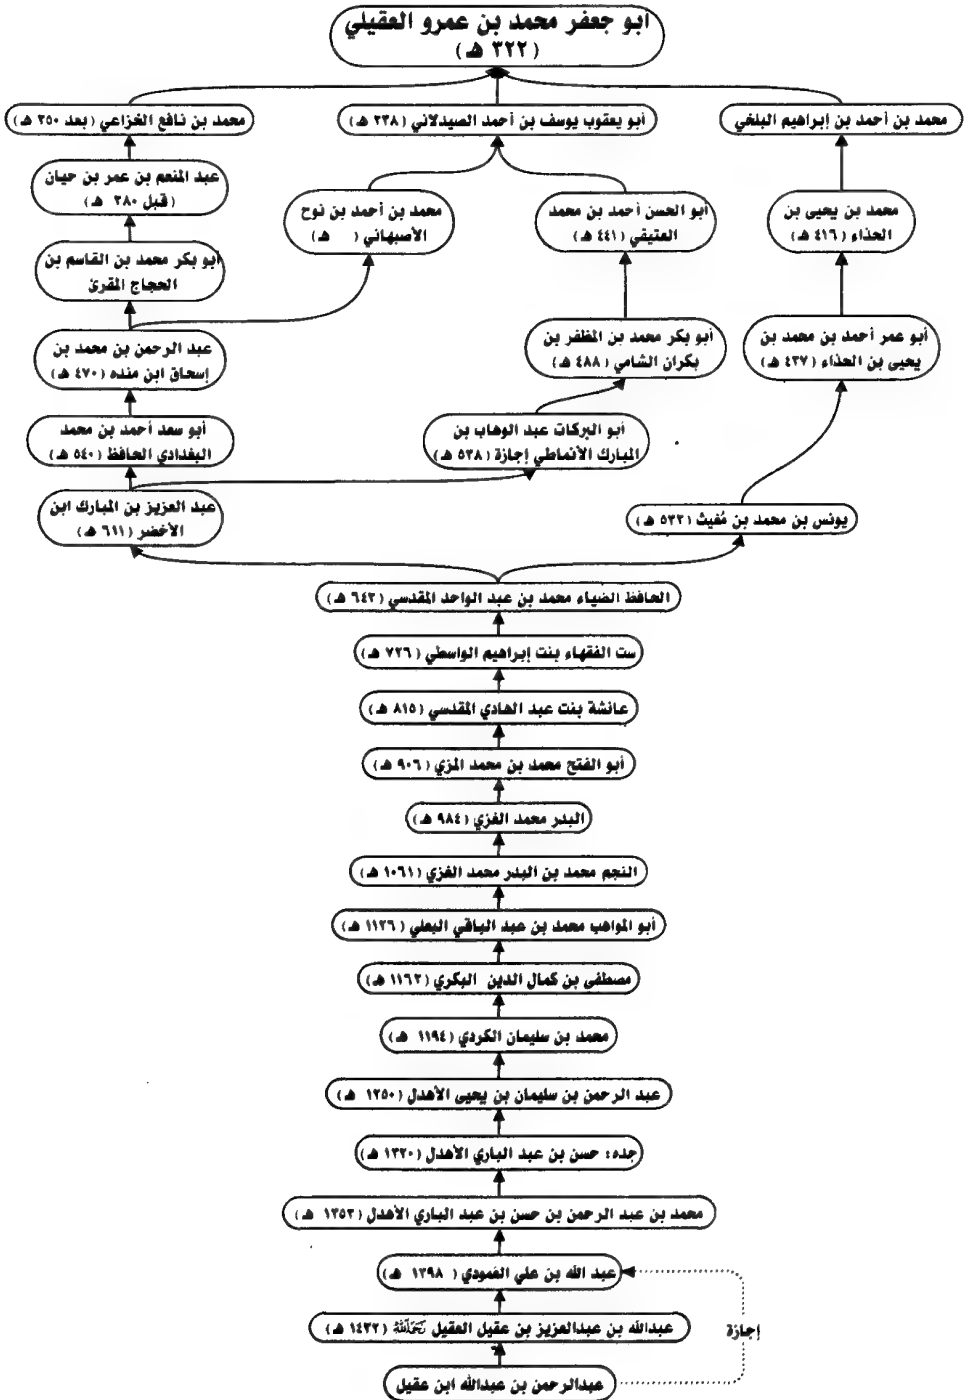 ابو جعفر محمد بن عمرو العقيلي
(٣٢٢ هـ)
محمد بن أحمد بن إبراهيم البلخي
أبو يعقوب يوسف بن أحمد الصيدلاني (٣٣٨ هـ)
محمد بن نافع الخزاعي (بعد ٣٥٠ هـ)
محمد بن يحيى بن
الحذاء (٤١٦ هـ)
أبو الحسن أحمد بن محمد
العتيقي (٤٤١ هـ)
محمد بن أحمد بن نوح
الأصبهاني ( هـ)
عبد المنعم بن عمر بن حيان
(قبل ٣٨٠ هـ)
أبو بكر محمد بن القاسم بن
الحجاج المقرئ
أبو عمر أحمد بن محمد بن
يحيى بن الحذاء (٤٣٧ هـ)
أبو بكر محمد بن المظفر بن
بكران الشامي (٤٨٨ هـ)
عبد الرحمن بن محمد بن
إسحاق ابن منده (٤٧٠ هـ)
أبو البركات عبد الوهاب بن
المبارك الأنماطي إجازة (٥٣٨ هـ)
أبو سعد أحمد بن محمد
البغدادي الحافظ (٥٤٠ هـ)
يونس بن محمد بن مُغيث (٥٣٢ هـ)
عبد العزيز بن المبارك ابن
الأخضر (٦١١ هـ)
الحافظ الضياء محمد بن عبد الواحد المقدسي (٦٤٣ هـ)
ست الفقهاء بنت إبراهيم الواسطي (٧٢٦ هـ)
عائشة بنت عبد الهادي المقدسي (٨١٥ هـ)
أبو الفتح محمد بن محمد المزي (٩٠٦ هـ)
البدر محمد الغزي (٩٨٤ هـ)
النجم محمد بن البدر محمد الغزي (١٠٦١ هـ)
أبو المواهب محمد بن عبد الباقي البعلي (١١٢٦ هـ)
مصطفى بن كمال الدين البكري (١١٦٢ هـ)
محمد بن سليمان الكردي (١١٩٤ هـ)
عبد الرحمن بن سليمان بن يحيى الأهدل (١٢٥٠ هـ)
جده: حسن بن عبد الباري الأهدل (١٣٢٠ هـ)
محمد بن عبد الرحمن بن حسن بن عبد الباري الأهدل (١٣٥٢ هـ)
عبد الله بن علي العمودي ( ١٣٩٨ هـ)
عبدالله بن عبدالعزيز بن عقيل العقيل رَحِمَهُ اللَّهُ (١٤٣٢ هـ)
إجازة
عبدالرحمن بن عبدالله ابن عقيل